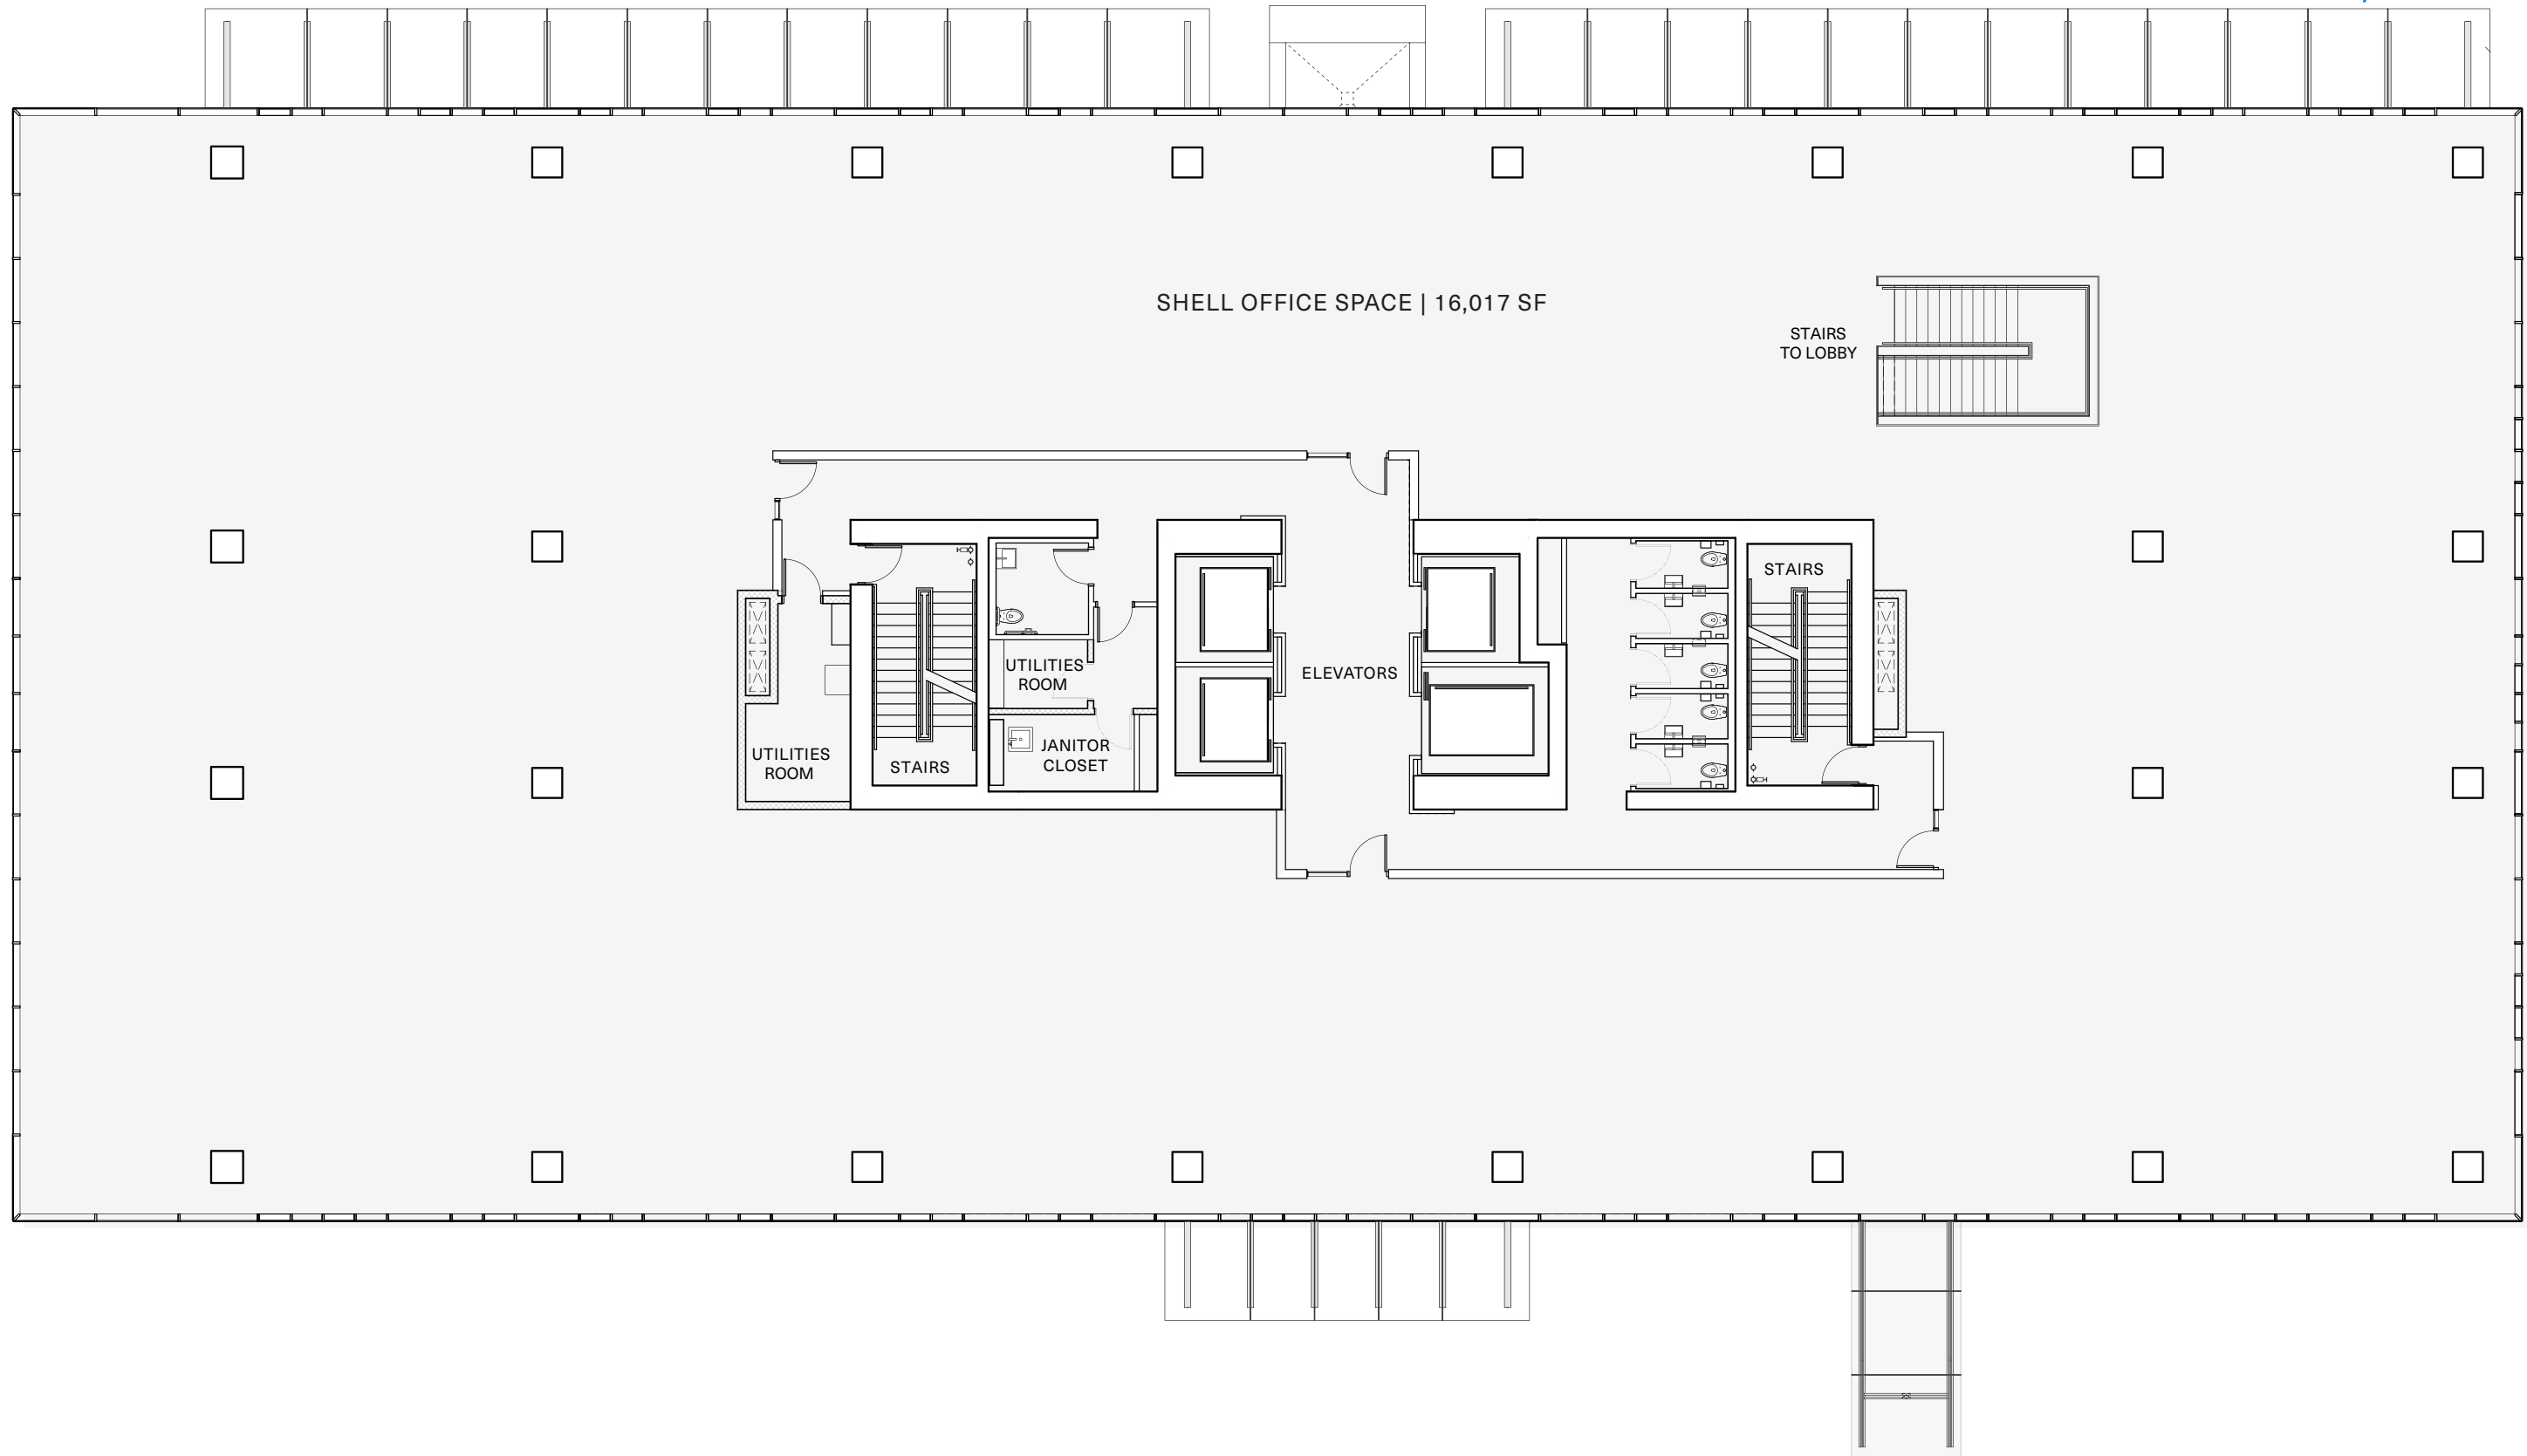 SHELL OFFICE SPACE | 16,017 SF
STAIRS
TO LOBBY
STAIRS
UTILITIES
ROOM
ELEVATORS
UTILITIES
ROOM
STAIRS
JANITOR
CLOSET